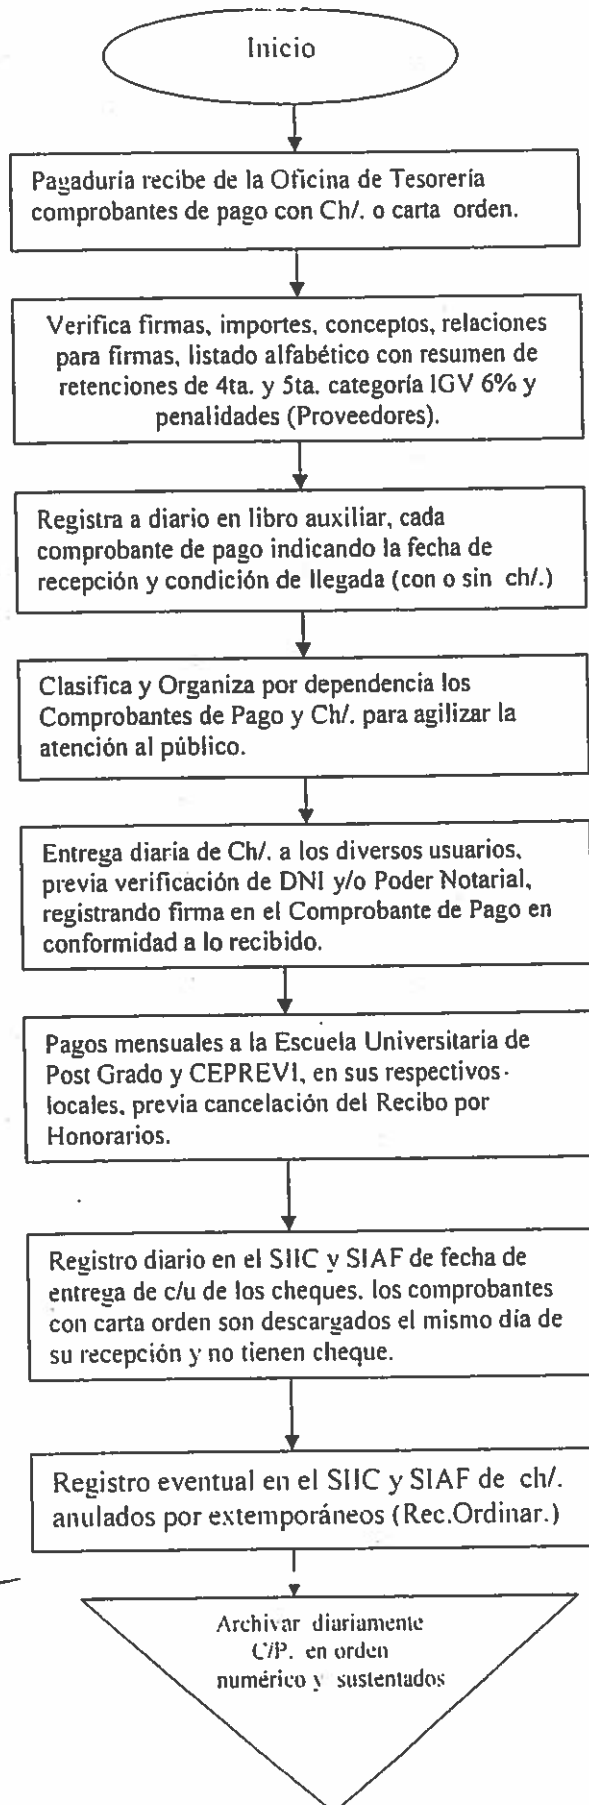 Inicio
Pagaduría recibe de la Oficina de Tesorería
comprobantes de pago con Ch/. o carta orden.
Verifica firmas, importes, conceptos, relaciones
para firmas, listado alfabético con resumen de
retenciones de 4ta. y 5ta. categoría IGV 6% y
penalidades (Proveedores).
Registra a diario en libro auxiliar, cada
comprobante de pago indicando la fecha de
recepción y condición de llegada (con o sin ch/.)
Clasifica y Organiza por dependencia los
Comprobantes de Pago y Ch/. para agilizar la
atención al público.
Entrega diaria de Ch/. a los diversos usuarios,
previa verificación de DNI y/o Poder Notarial,
registrando firma en el Comprobante de Pago en
conformidad a lo recibido.
Pagos mensuales a la Escuela Universitaria de
Post Grado y CEPREVI, en sus respectivos
locales, previa cancelación del Recibo por
Honorarios.
Registro diario en el SIIC y SIAF de fecha de
entrega de c/u de los cheques, los comprobantes
con carta orden son descargados el mismo día de
su recepción y no tienen cheque.
Registro eventual en el SIIC y SIAF de ch/.
anulados por extemporáneos (Rec.Ordinar.)
Archivar diariamente
C/P. en orden
numérico y sustentados